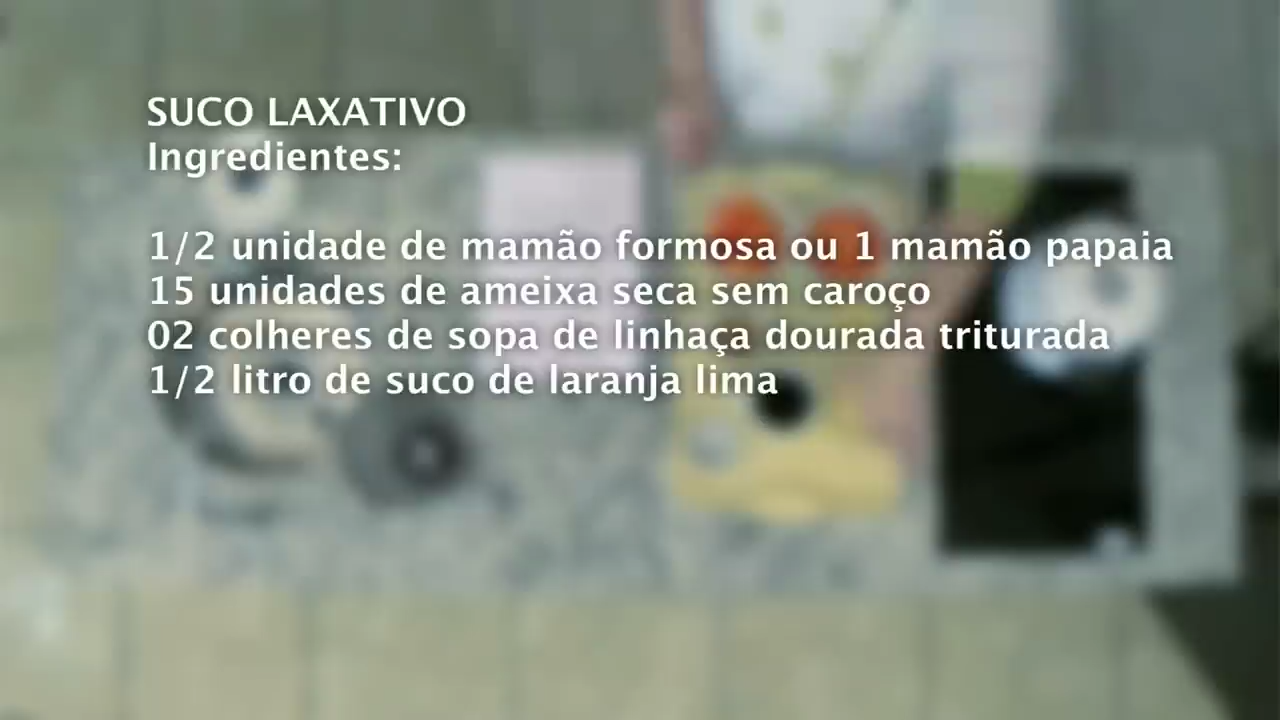 SUCO LAXATIVO
Ingredientes:
1/2 unidade de mamão formosa ou 1 mamão papaia
15 unidades de ameixa seca sem caroço
02 colheres de sopa de linhaça dourada triturada
1/2 litro de suco de laranja lima